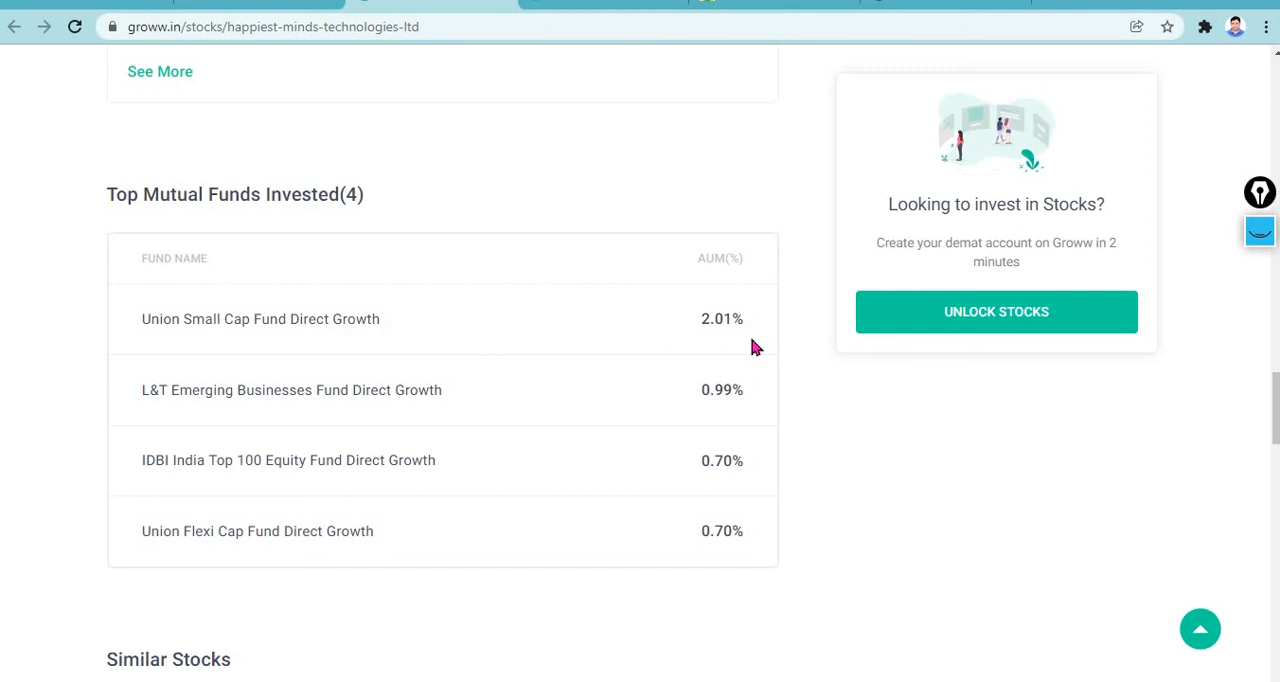 groww.in/stocks/happiest-minds-technologies-ltd
See More
Top Mutual Funds Invested(4)
FUND NAME AUM(%)
Union Small Cap Fund Direct Growth 2.01%
L&T Emerging Businesses Fund Direct Growth 0.99%
IDBI India Top 100 Equity Fund Direct Growth 0.70%
Union Flexi Cap Fund Direct Growth 0.70%
Similar Stocks
Looking to invest in Stocks?
Create your demat account on Groww in 2
minutes
UNLOCK STOCKS